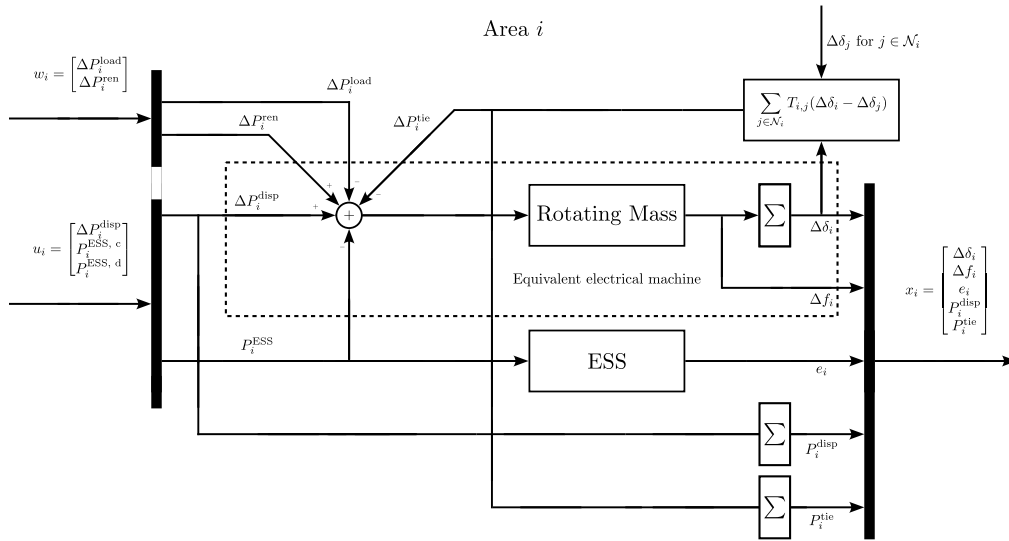 Area i
Δδ_j for j ∈ N_i
w_i = [ΔP_i^load
ΔP_i^ren]
ΔP_i^load
ΔP_i^ren
ΔP_i^tie
∑_{j∈N_i} T_{i,j}(Δδ_i − Δδ_j)
+
−
−
+
+
−
ΔP_i^disp
Rotating Mass
∑
Δδ_i
u_i = [ΔP_i^disp
P_i^ESS, c
P_i^ESS, d]
Equivalent electrical machine
Δf_i
x_i = [Δδ_i
Δf_i
e_i
P_i^disp
P_i^tie]
P_i^ESS
ESS
e_i
∑
P_i^disp
∑
P_i^tie